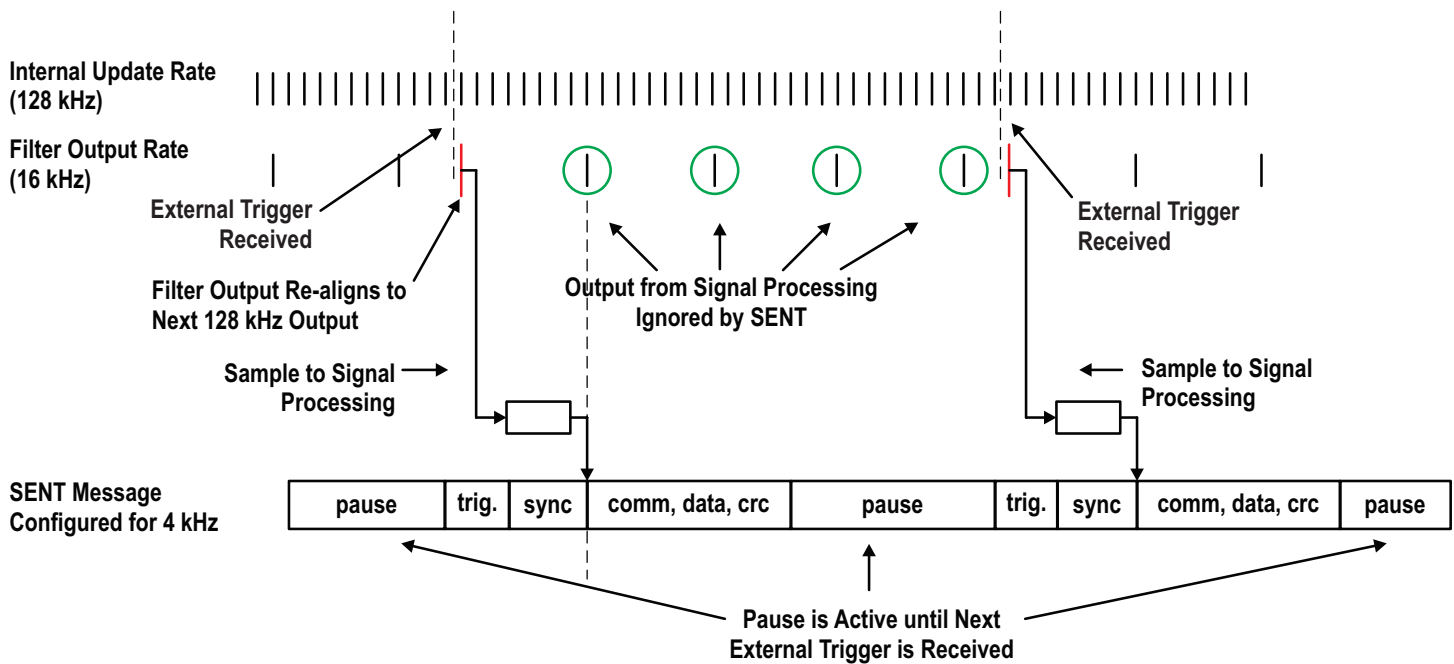 Internal Update Rate
(128 kHz)
Filter Output Rate
(16 kHz)
External Trigger
Received
External Trigger
Received
Filter Output Re-aligns to
Next 128 kHz Output
Output from Signal Processing
Ignored by SENT
Sample to Signal
Processing
Sample to Signal
Processing
SENT Message
Configured for 4 kHz
pause
trig.
sync
comm, data, crc
pause
trig.
sync
comm, data, crc
pause
Pause is Active until Next
External Trigger is Received